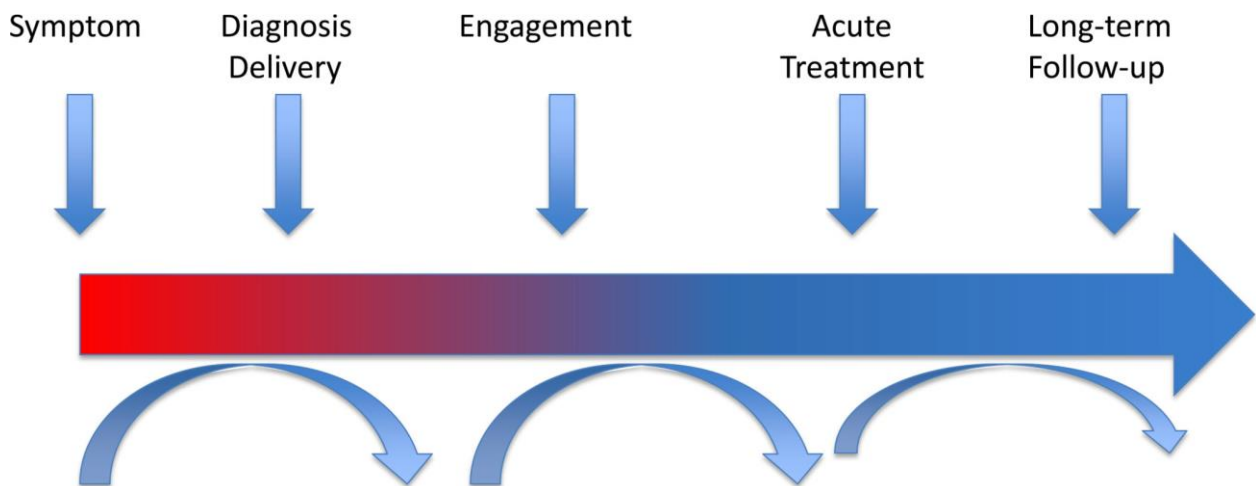 Symptom
Diagnosis
Delivery
Engagement
Acute
Treatment
Long-term
Follow-up